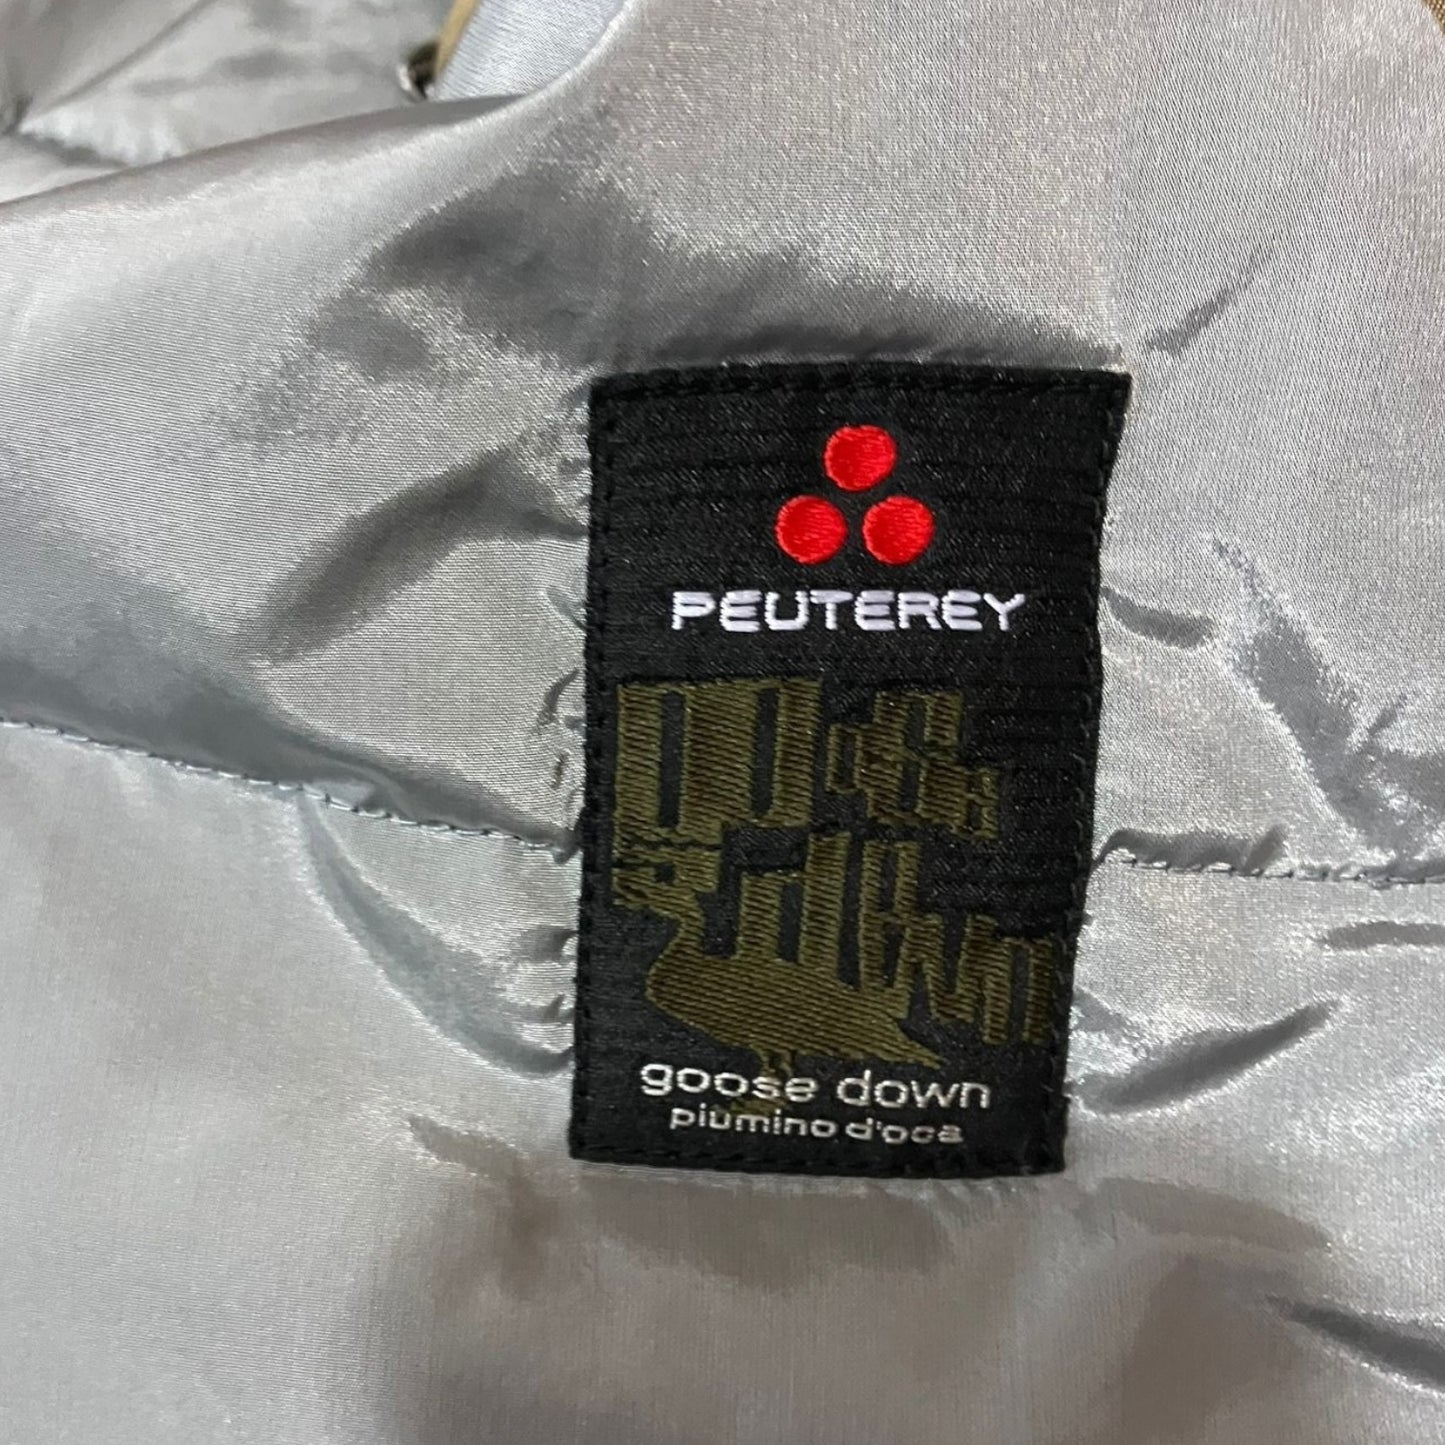 PEUTEREY
goose down
piumino d'oca